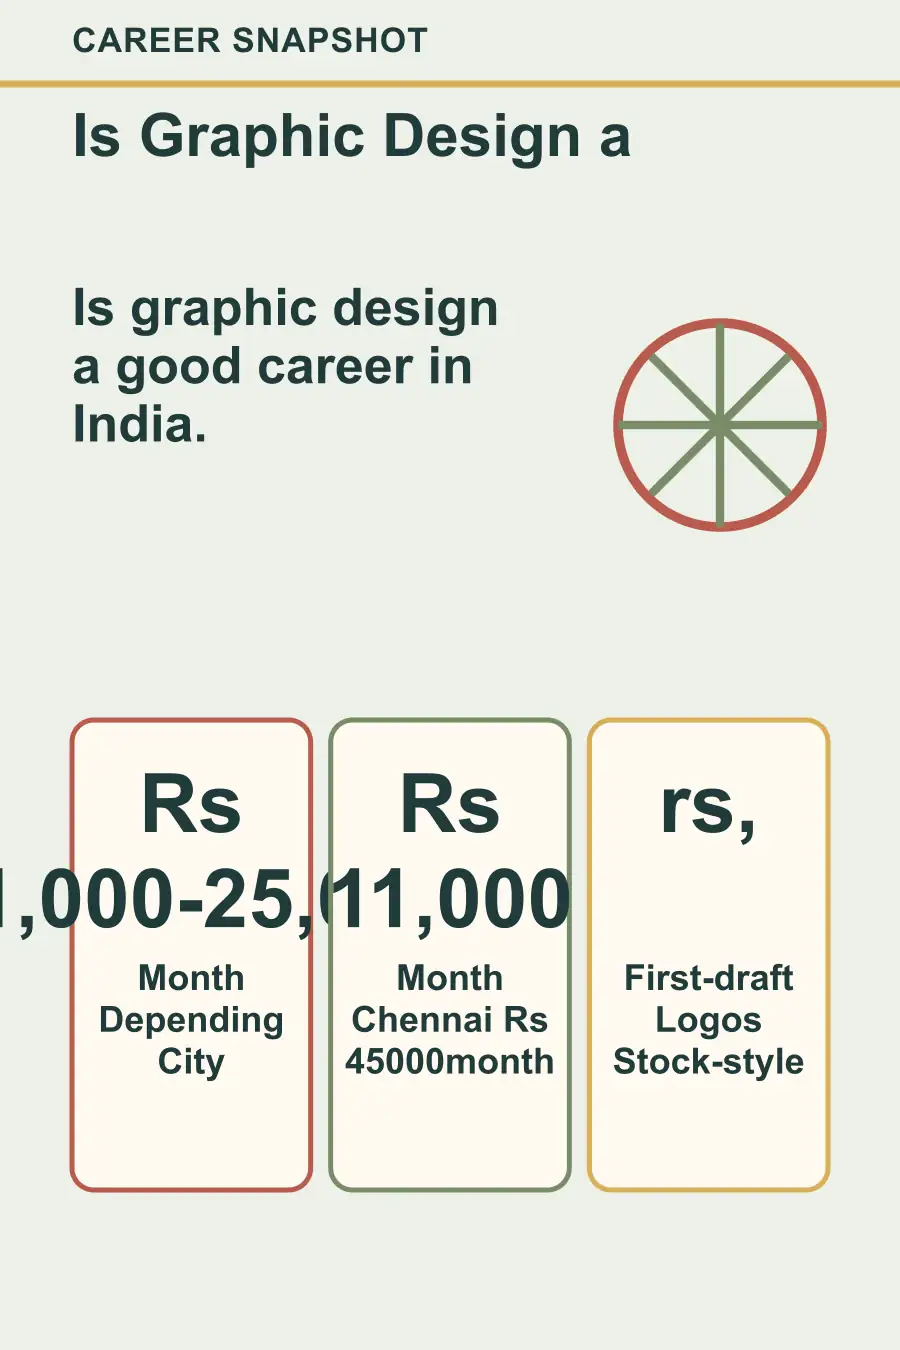 CAREER SNAPSHOT
Is Graphic Design a
Is graphic design
a good career in
India.
Rs
1,000-25,
Month
Depending
City
Rs
11,000
Month
Chennai Rs
45000month
rs,
First-draft
Logos
Stock-style